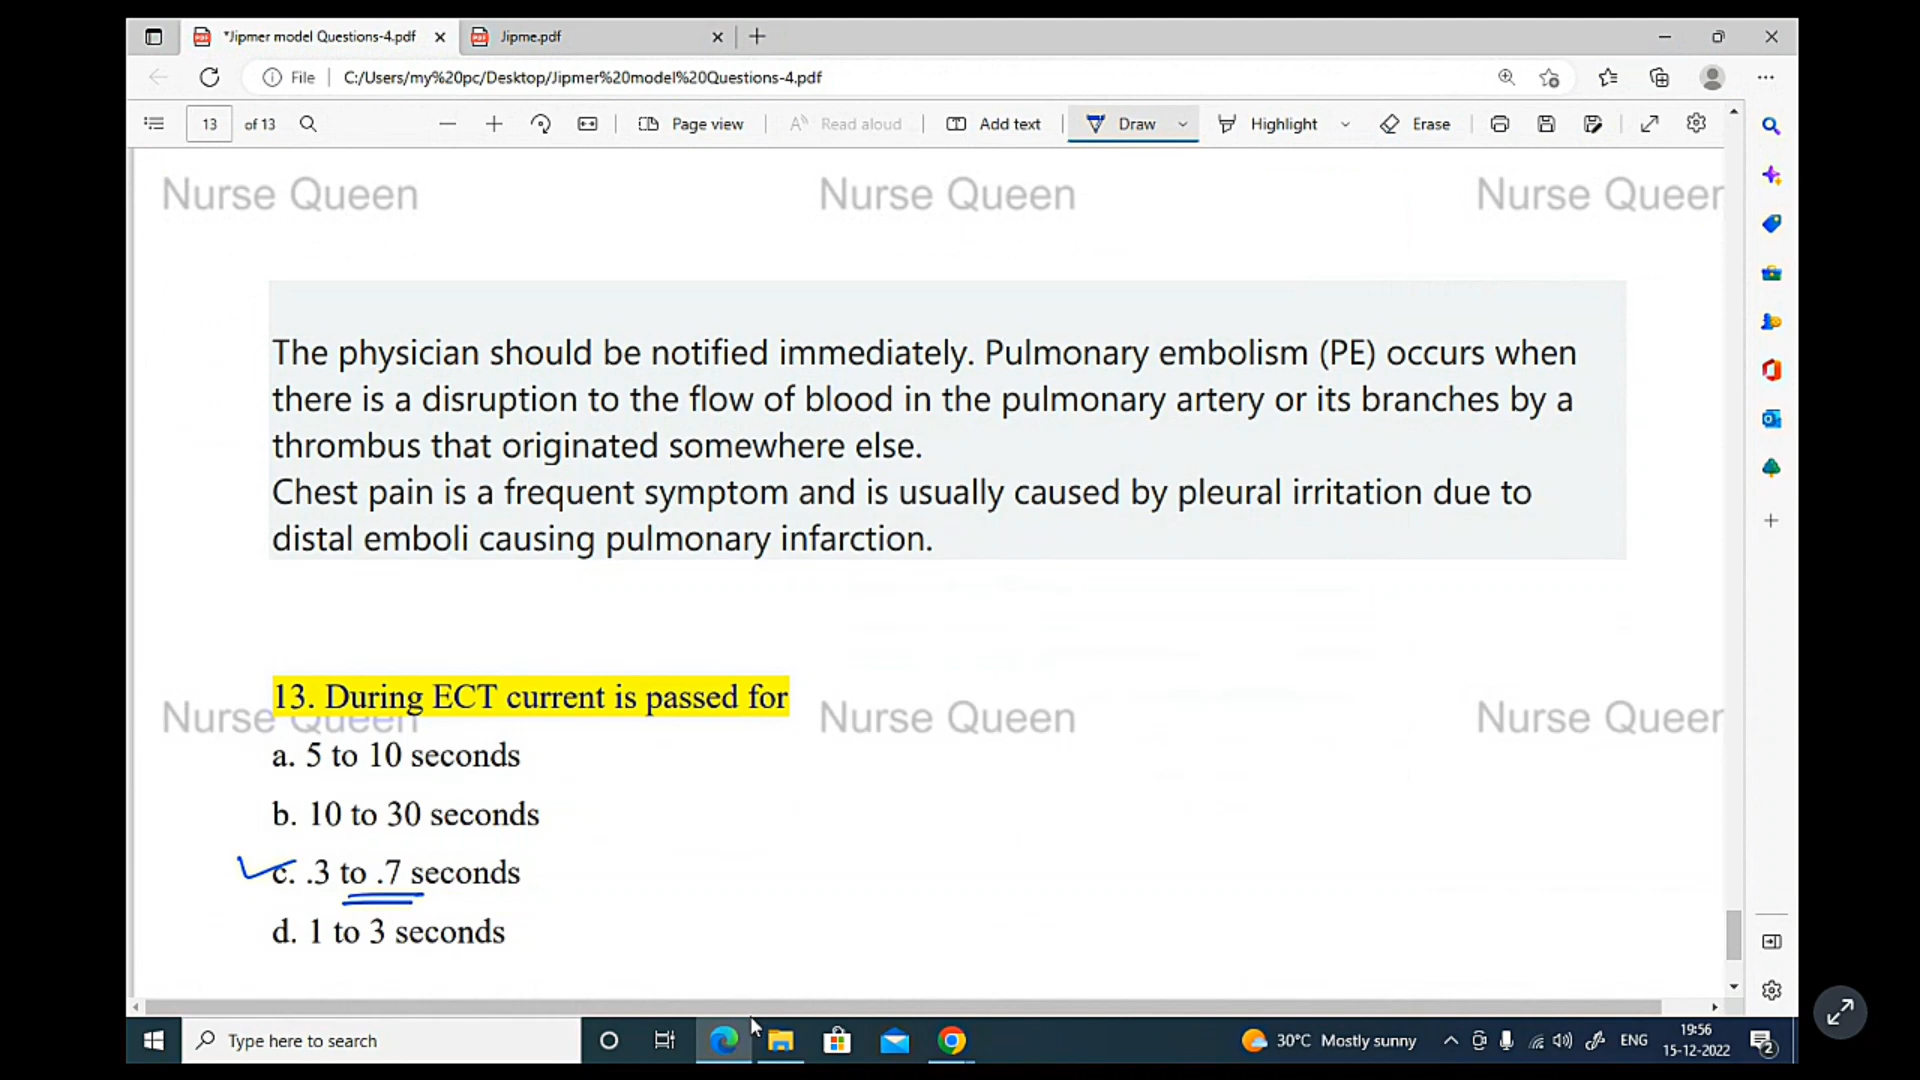 *Jipmer model Questions-4.pdf
Jipme.pdf
File
C:/Users/my%20pc/Desktop/Jipmer%20model%20Questions-4.pdf
13 of 13
Page view
Read aloud
Add text
Draw
Highlight
Erase
Nurse Queen Nurse Queen Nurse Queer
The physician should be notified immediately. Pulmonary embolism (PE) occurs when
there is a disruption to the flow of blood in the pulmonary artery or its branches by a
thrombus that originated somewhere else.
Chest pain is a frequent symptom and is usually caused by pleural irritation due to
distal emboli causing pulmonary infarction.
13. During ECT current is passed for
Nurse Queen Nurse Queen Nurse Queer
a. 5 to 10 seconds
b. 10 to 30 seconds
c. .3 to .7 seconds
d. 1 to 3 seconds
Type here to search
30°C Mostly sunny
ENG
19:56
15-12-2022
2